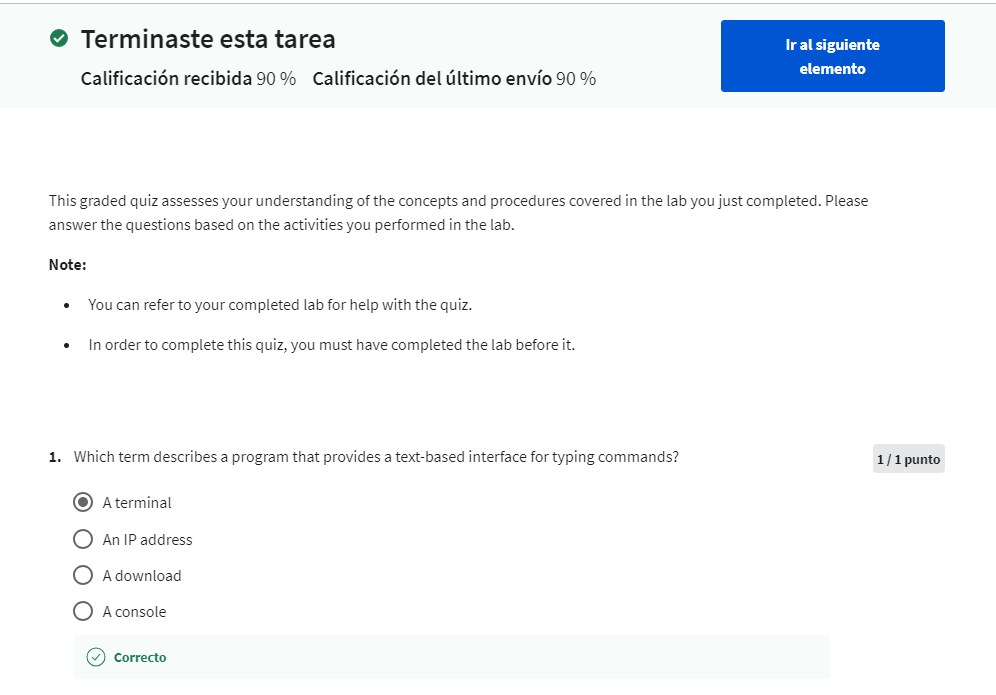 Terminaste esta tarea
Calificación recibida 90 % Calificación del último envío 90 %
Ir al siguiente
elemento
This graded quiz assesses your understanding of the concepts and procedures covered in the lab you just completed. Please
answer the questions based on the activities you performed in the lab.
Note:
• You can refer to your completed lab for help with the quiz.
• In order to complete this quiz, you must have completed the lab before it.
1. Which term describes a program that provides a text-based interface for typing commands?
1 / 1 punto
A terminal
An IP address
A download
A console
Correcto